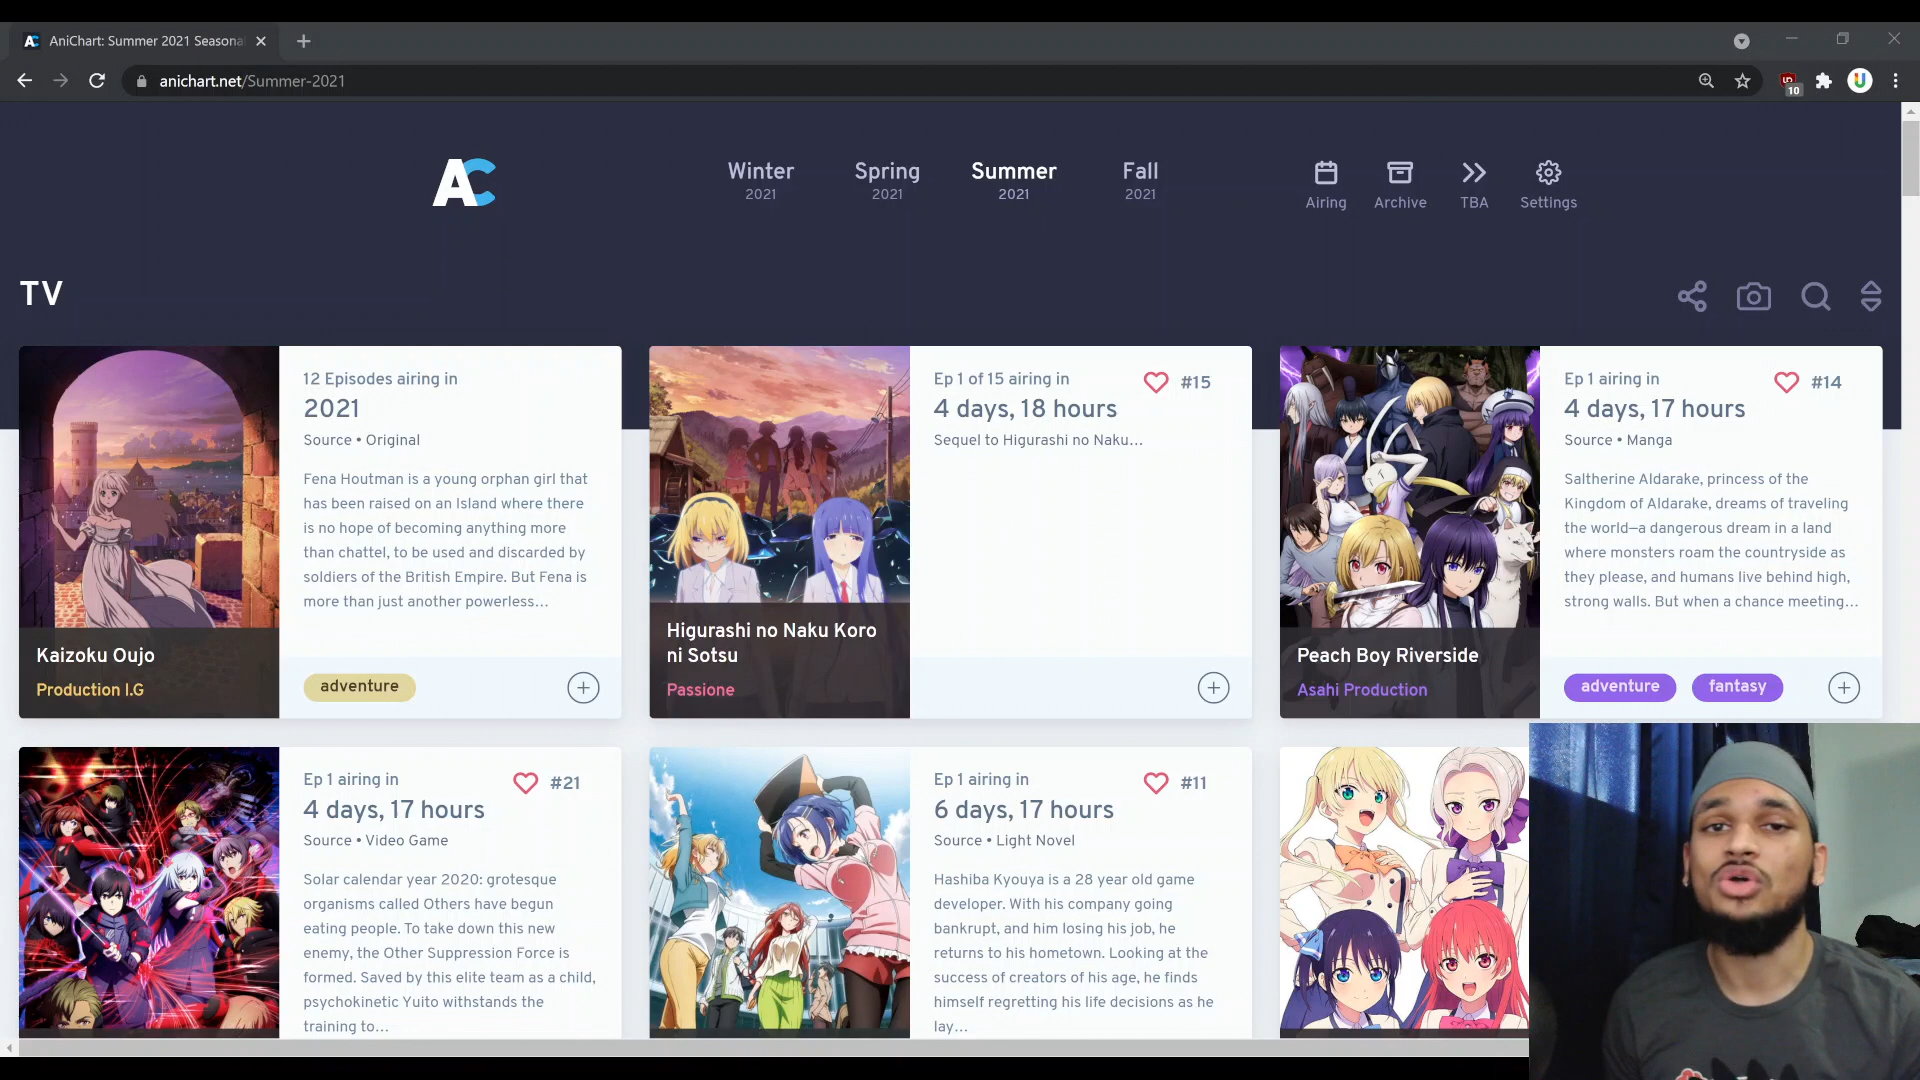 AniChart: Summer 2021 Seasona
anichart.net/Summer-2021
10
AC
Winter
2021
Spring
2021
Summer
2021
Fall
2021
Airing
Archive
TBA
Settings
TV
12 Episodes airing in
2021
Source • Original
Fena Houtman is a young orphan girl that
has been raised on an Island where there
is no hope of becoming anything more
than chattel, to be used and discarded by
soldiers of the British Empire. But Fena is
more than just another powerless...
Kaizoku Oujo
Production I.G
adventure
Ep 1 of 15 airing in
#15
4 days, 18 hours
Sequel to Higurashi no Naku...
Higurashi no Naku Koro
ni Sotsu
Passione
Ep 1 airing in
#14
4 days, 17 hours
Source • Manga
Saltherine Aldarake, princess of the
Kingdom of Aldarake, dreams of traveling
the world—a dangerous dream in a land
where monsters roam the countryside as
they please, and humans live behind high,
strong walls. But when a chance meeting...
Peach Boy Riverside
Asahi Production
adventure
fantasy
Ep 1 airing in
#21
4 days, 17 hours
Source • Video Game
Solar calendar year 2020: grotesque
organisms called Others have begun
eating people. To take down this new
enemy, the Other Suppression Force is
formed. Saved by this elite team as a child,
psychokinetic Yuito withstands the
training to...
Ep 1 airing in
#11
6 days, 17 hours
Source • Light Novel
Hashiba Kyouya is a 28 year old game
developer. With his company going
bankrupt, and him losing his job, he
returns to his hometown. Looking at the
success of creators of his age, he finds
himself regretting his life decisions as he
lay...